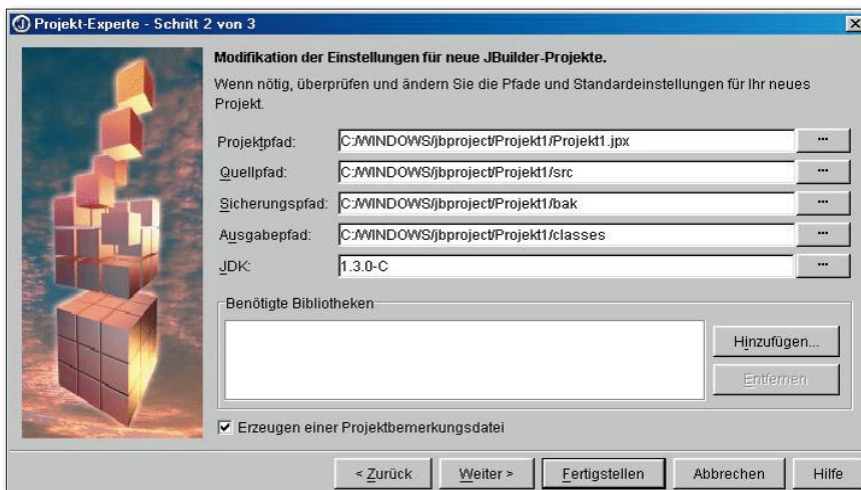 Projekt-Experte - Schritt 2 von 3
Modifikation der Einstellungen für neue JBuilder-Projekte.
Wenn nötig, überprüfen und ändern Sie die Pfade und Standardeinstellungen für Ihr neues
Projekt.
Projektpfad: C:/WINDOWS/jbproject/Projekt1/Projekt1.jpx ...
Quellpfad: C:/WINDOWS/jbproject/Projekt1/src ...
Sicherungspfad: C:/WINDOWS/jbproject/Projekt1/bak ...
Ausgabepfad: C:/WINDOWS/jbproject/Projekt1/classes ...
JDK: 1.3.0-C ...
Benötigte Bibliotheken
Hinzufügen...
Entfernen
Erzeugen einer Projektbemerkungsdatei
< Zurück Weiter > Fertigstellen Abbrechen Hilfe